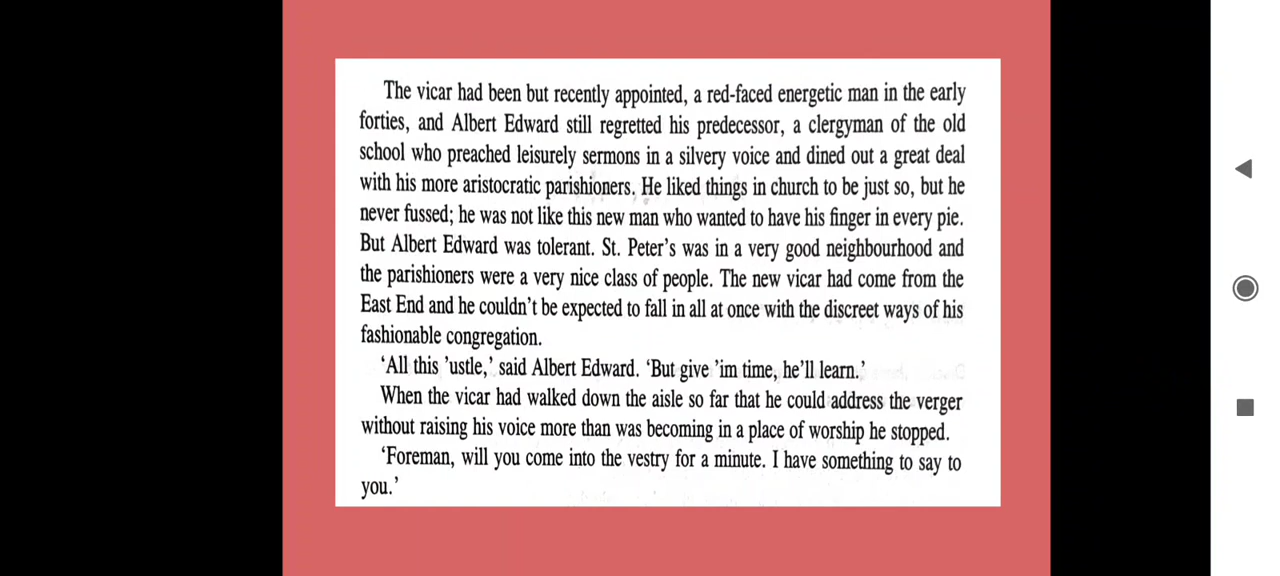 The vicar had been but recently appointed, a red-faced energetic man in the early
forties, and Albert Edward still regretted his predecessor, a clergyman of the old
school who preached leisurely sermons in a silvery voice and dined out a great deal
with his more aristocratic parishioners. He liked things in church to be just so, but he
never fussed; he was not like this new man who wanted to have his finger in every pie.
But Albert Edward was tolerant. St. Peter's was in a very good neighbourhood and
the parishioners were a very nice class of people. The new vicar had come from the
East End and he couldn't be expected to fall in all at once with the discreet ways of his
fashionable congregation.
‘All this ’ustle,’ said Albert Edward. ‘But give ’im time, he’ll learn.’
When the vicar had walked down the aisle so far that he could address the verger
without raising his voice more than was becoming in a place of worship he stopped.
‘Foreman, will you come into the vestry for a minute. I have something to say to
you.’